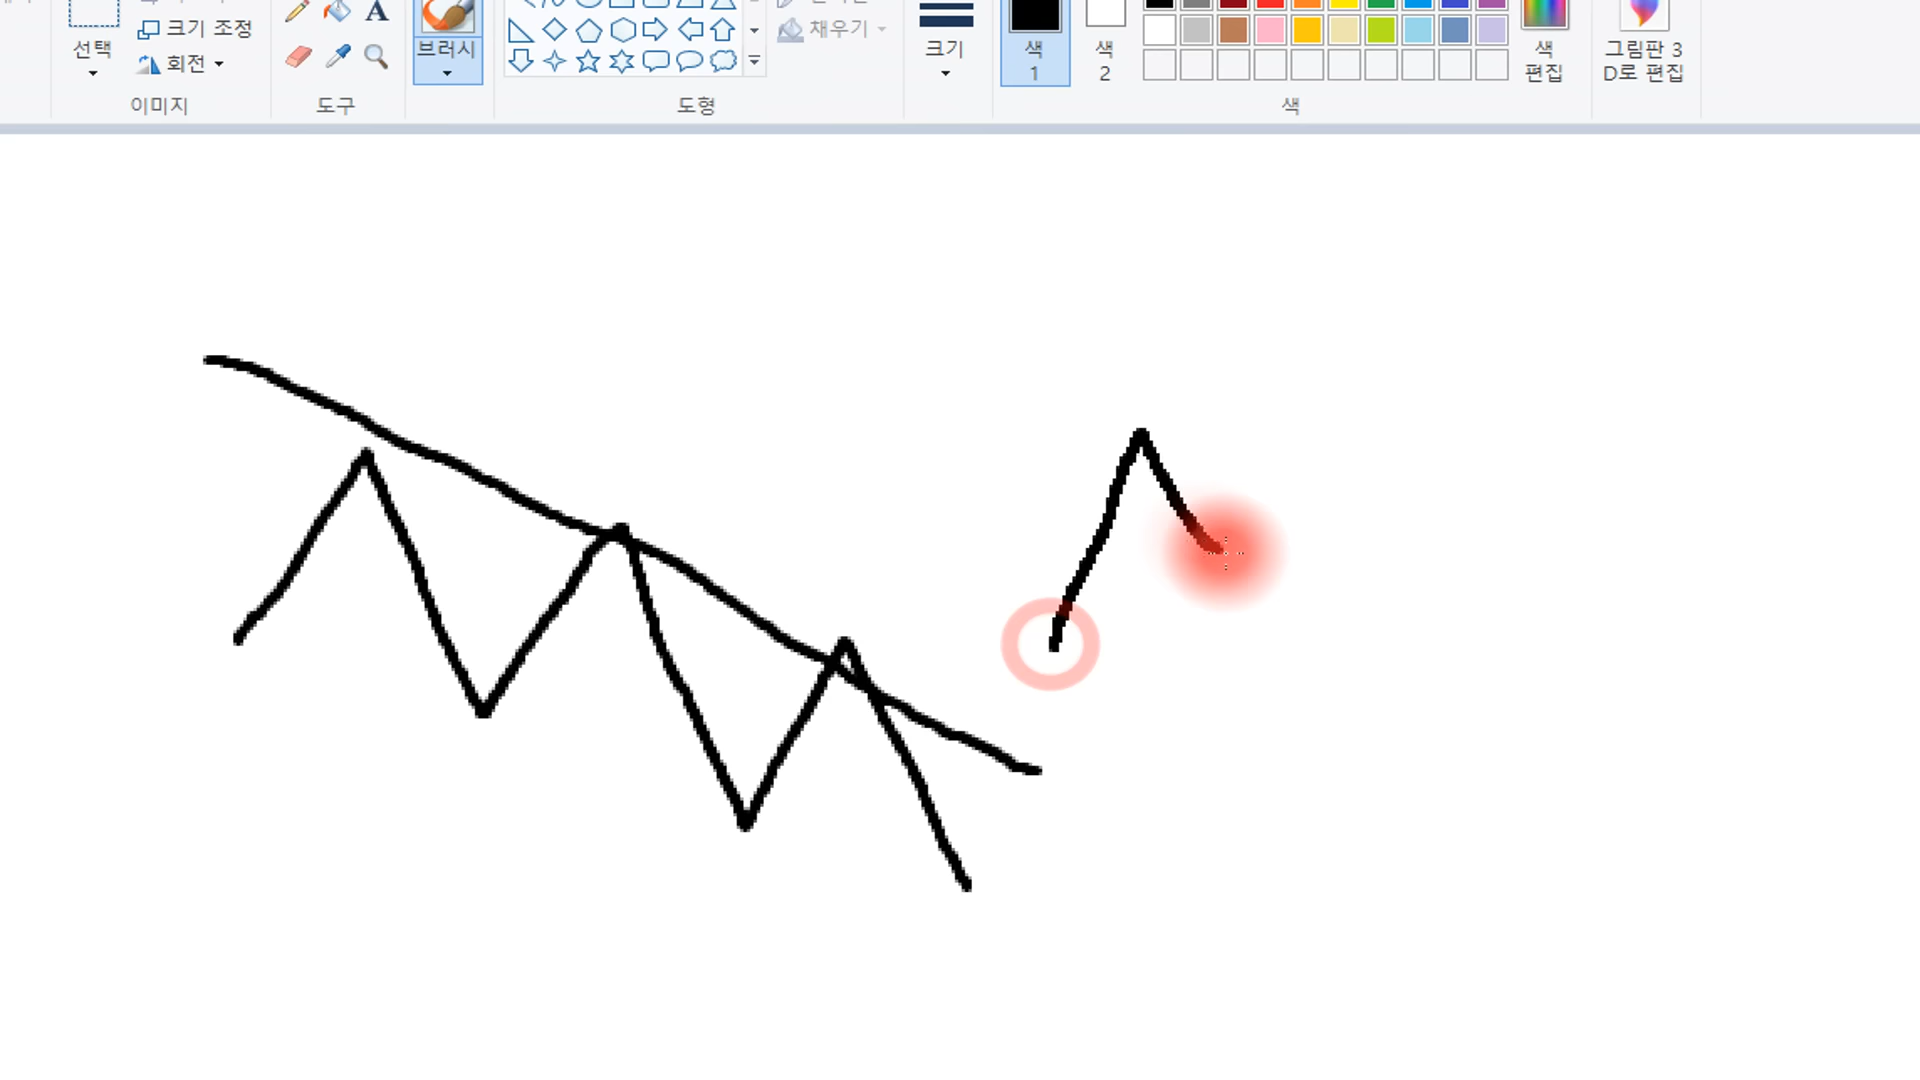 선택
크기 조정
회전
A
브러시
채우기
크기
색
1
색
2
색
편집
그림판 3
D로 편집
이미지
도구
도형
색